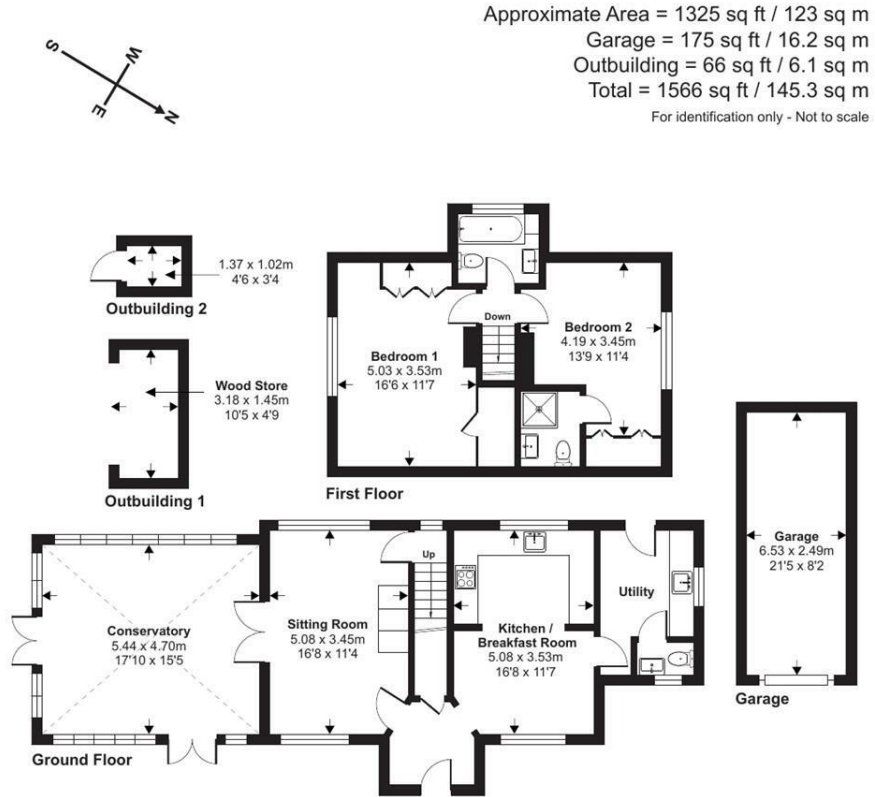 Approximate Area = 1325 sq ft / 123 sq m
Garage = 175 sq ft / 16.2 sq m
Outbuilding = 66 sq ft / 6.1 sq m
Total = 1566 sq ft / 145.3 sq m
For identification only - Not to scale
S
W
E
N
1.37 x 1.02m
4'6 x 3'4
Outbuilding 2
Wood Store
3.18 x 1.45m
10'5 x 4'9
Outbuilding 1
Down
Bedroom 1
5.03 x 3.53m
16'6 x 11'7
Bedroom 2
4.19 x 3.45m
13'9 x 11'4
First Floor
Garage
6.53 x 2.49m
21'5 x 8'2
Garage
Up
Conservatory
5.44 x 4.70m
17'10 x 15'5
Sitting Room
5.08 x 3.45m
16'8 x 11'4
Kitchen /
Breakfast Room
5.08 x 3.53m
16'8 x 11'7
Utility
Ground Floor